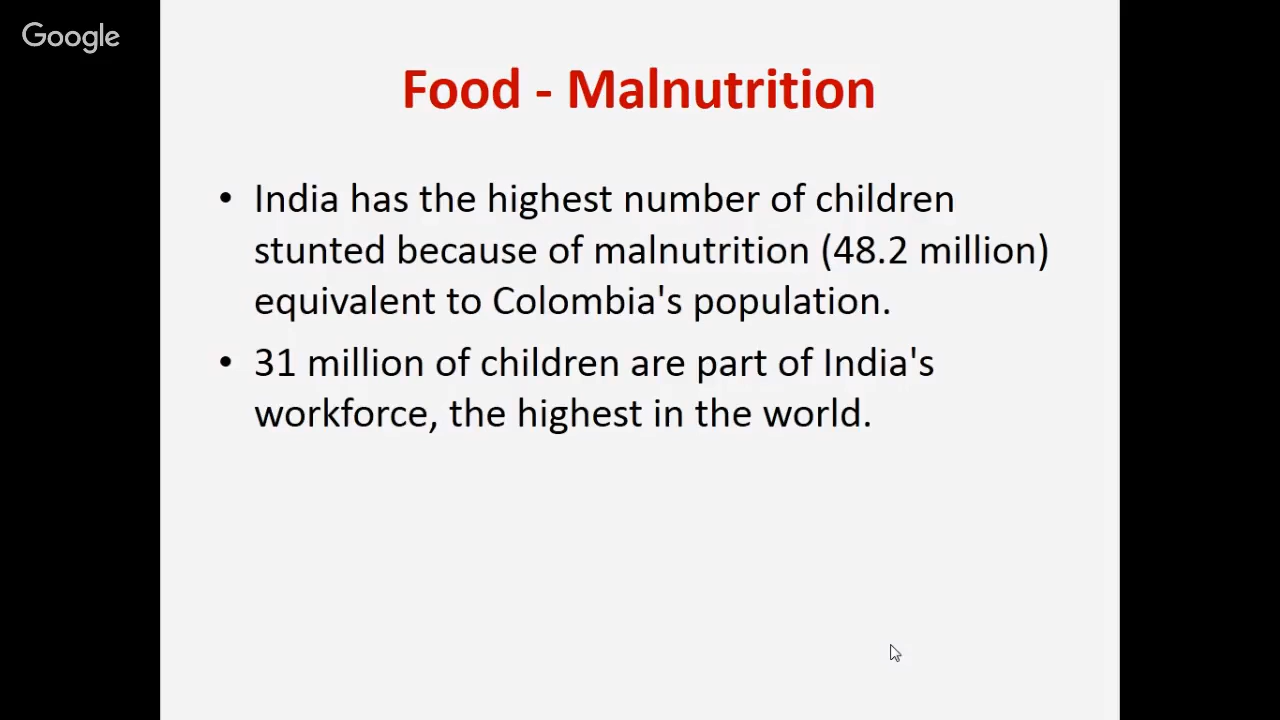 Google
Food - Malnutrition
• India has the highest number of children
stunted because of malnutrition (48.2 million)
equivalent to Colombia's population.
• 31 million of children are part of India's
workforce, the highest in the world.